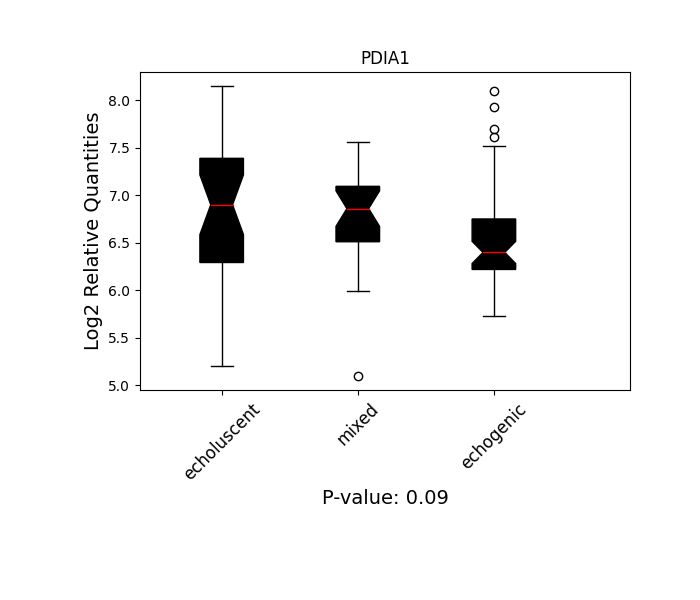 PDIA1
Log2 Relative Quantities
8.0
7.5
7.0
6.5
6.0
5.5
5.0
echoluscent
mixed
echogenic
P-value: 0.09